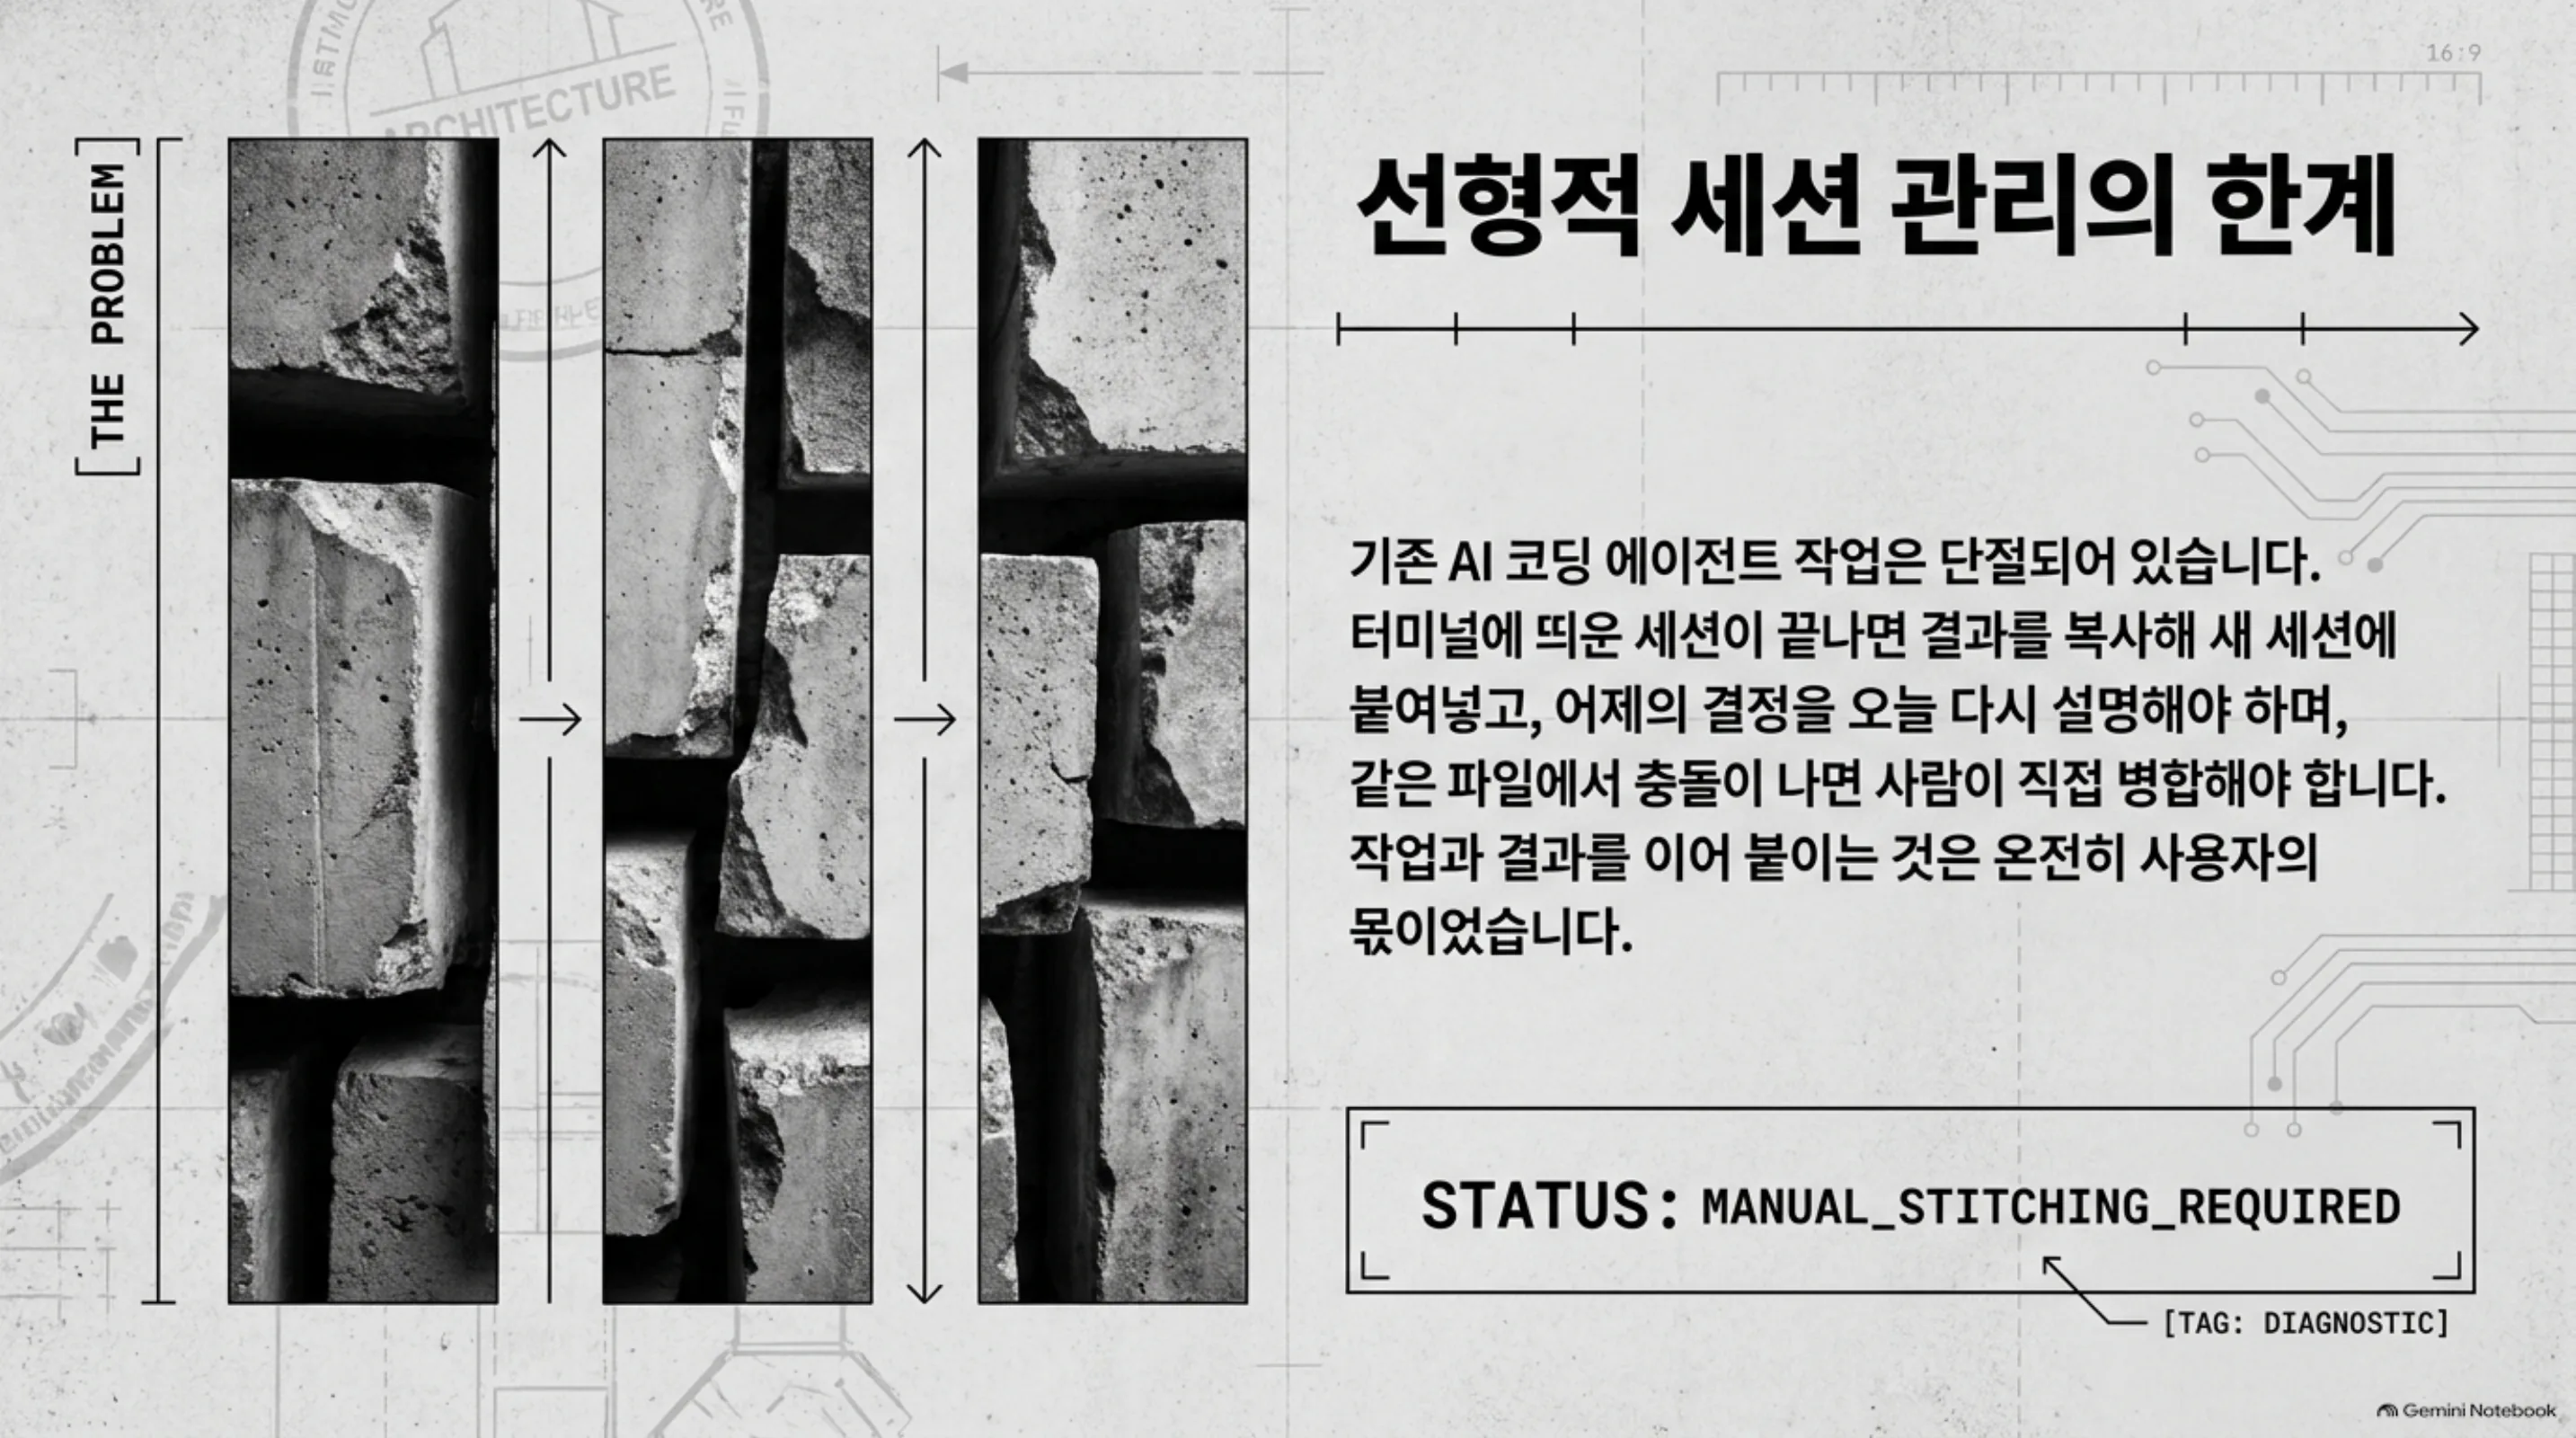 ARCHITECTURE
16:9
[THE PROBLEM]
선형적 세션 관리의 한계
기존 AI 코딩 에이전트 작업은 단절되어 있습니다.
터미널에 띄운 세션이 끝나면 결과를 복사해 새 세션에
붙여넣고, 어제의 결정을 오늘 다시 설명해야 하며,
같은 파일에서 충돌이 나면 사람이 직접 병합해야 합니다.
작업과 결과를 이어 붙이는 것은 온전히 사용자의
몫이었습니다.
STATUS: MANUAL_STITCHING_REQUIRED
[TAG: DIAGNOSTIC]
Gemini Notebook